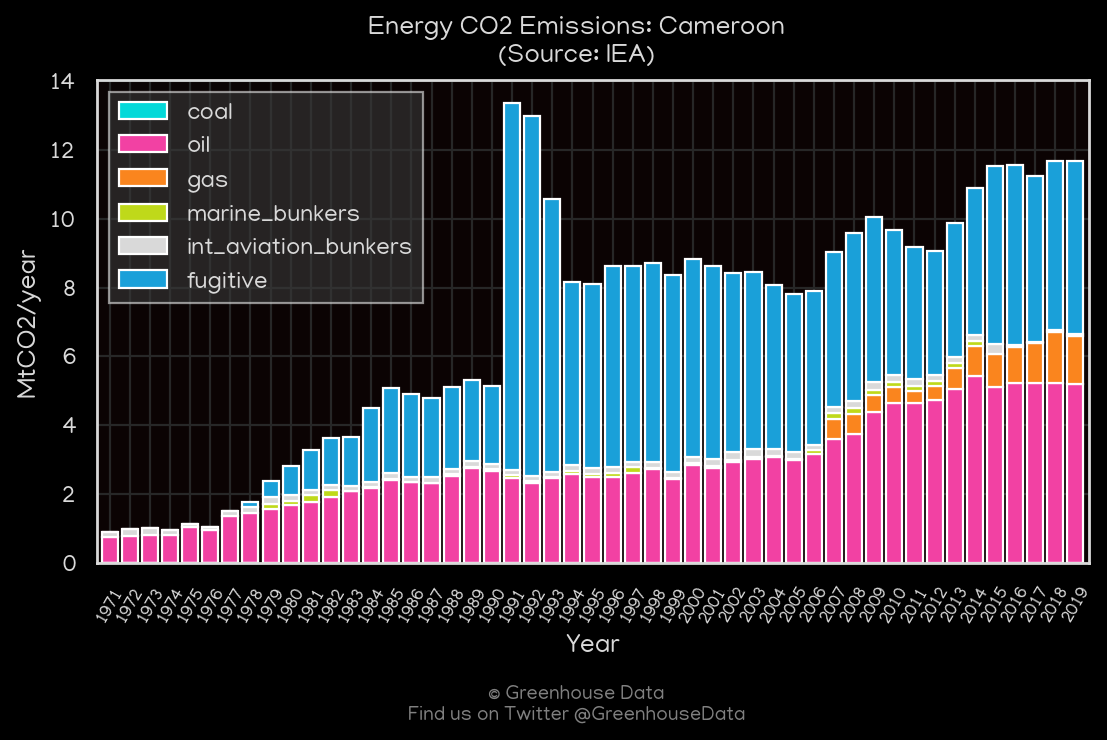 Energy CO2 Emissions: Cameroon
(Source: IEA)
14
12
10
8
6
4
2
0
MtCO2/year
coal
oil
gas
marine_bunkers
int_aviation_bunkers
fugitive
1971 1972 1973 1974 1975 1976 1977 1978 1979 1980 1981 1982 1983 1984 1985 1986 1987 1988 1989 1990 1991 1992 1993 1994 1995 1996 1997 1998 1999 2000 2001 2002 2003 2004 2005 2006 2007 2008 2009 2010 2011 2012 2013 2014 2015 2016 2017 2018 2019
Year
© Greenhouse Data
Find us on Twitter @GreenhouseData